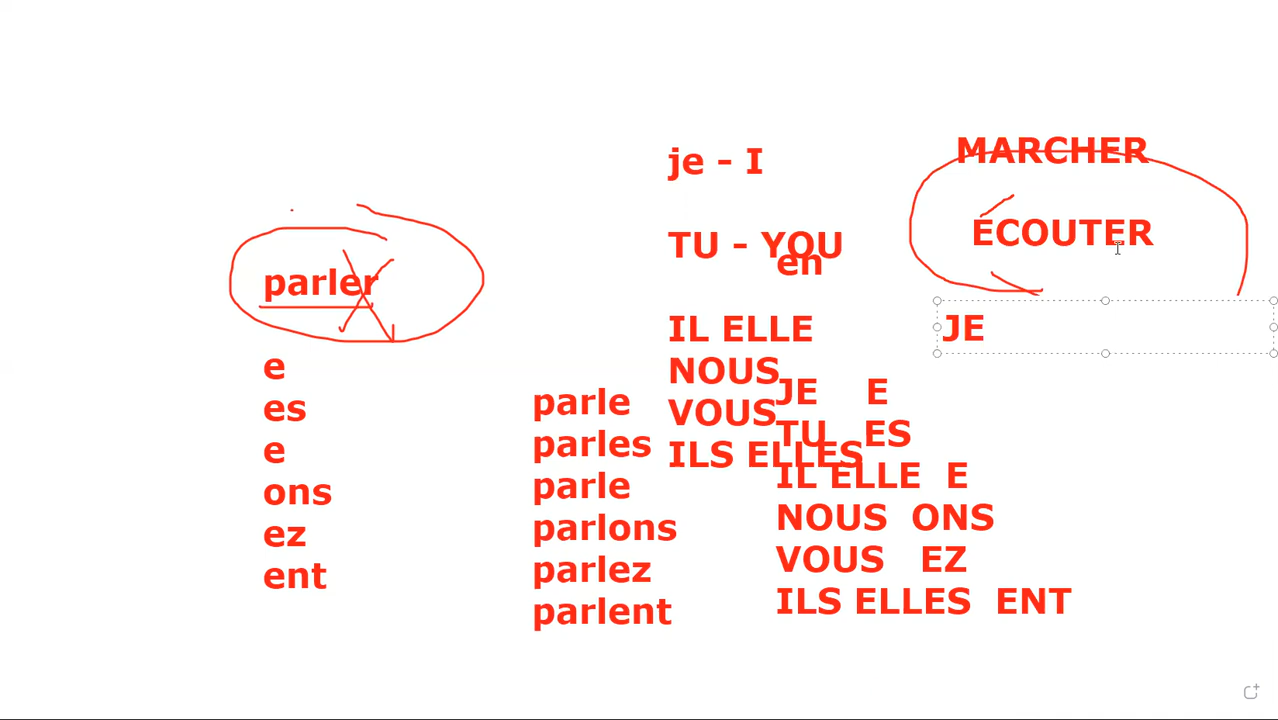 parler
e
es
e
ons
ez
ent
parle
parles
parle
parlons
parlez
parlent
je - I
TU - YOU
IL ELLE
NOUS
VOUS
ILS ELLES
en
JE E
TU ES
IL ELLE E
NOUS ONS
VOUS EZ
ILS ELLES ENT
MARCHER
ECOUTER
JE